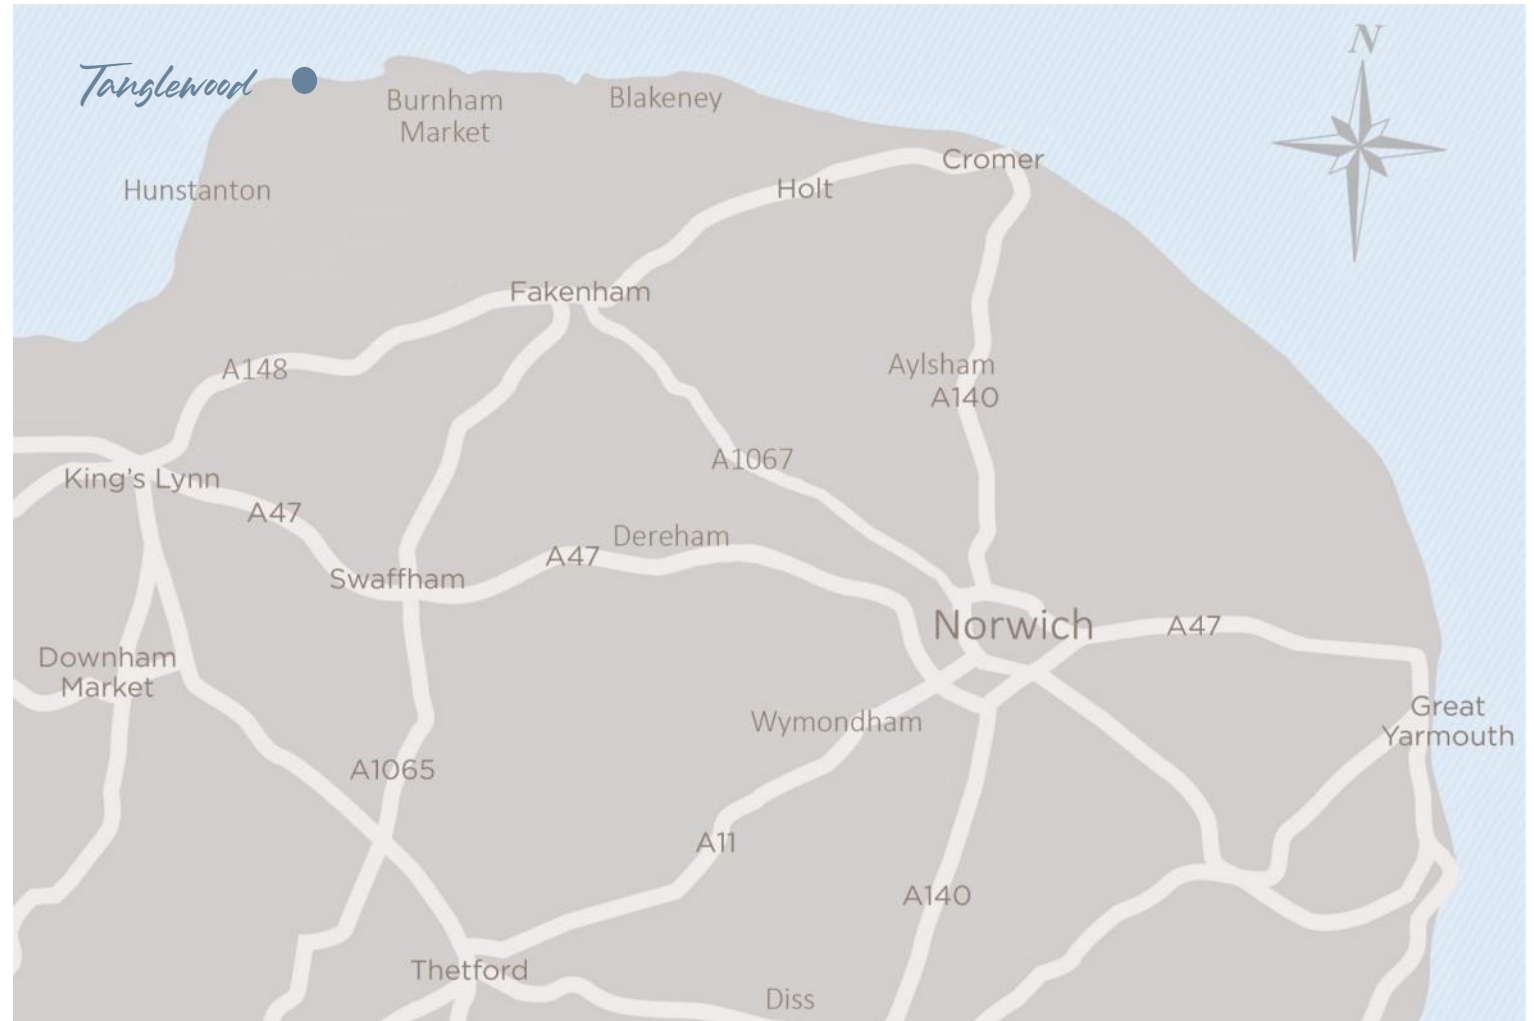 N
Tanglewood
Burnham
Market
Blakeney
Cromer
Holt
Hunstanton
Fakenham
A148
Aylsham
A140
A1067
King's Lynn
A47
Dereham
A47
Swaffham
Norwich
A47
Downham
Market
Great
Yarmouth
Wymondham
A1065
A11
A140
Thetford
Diss